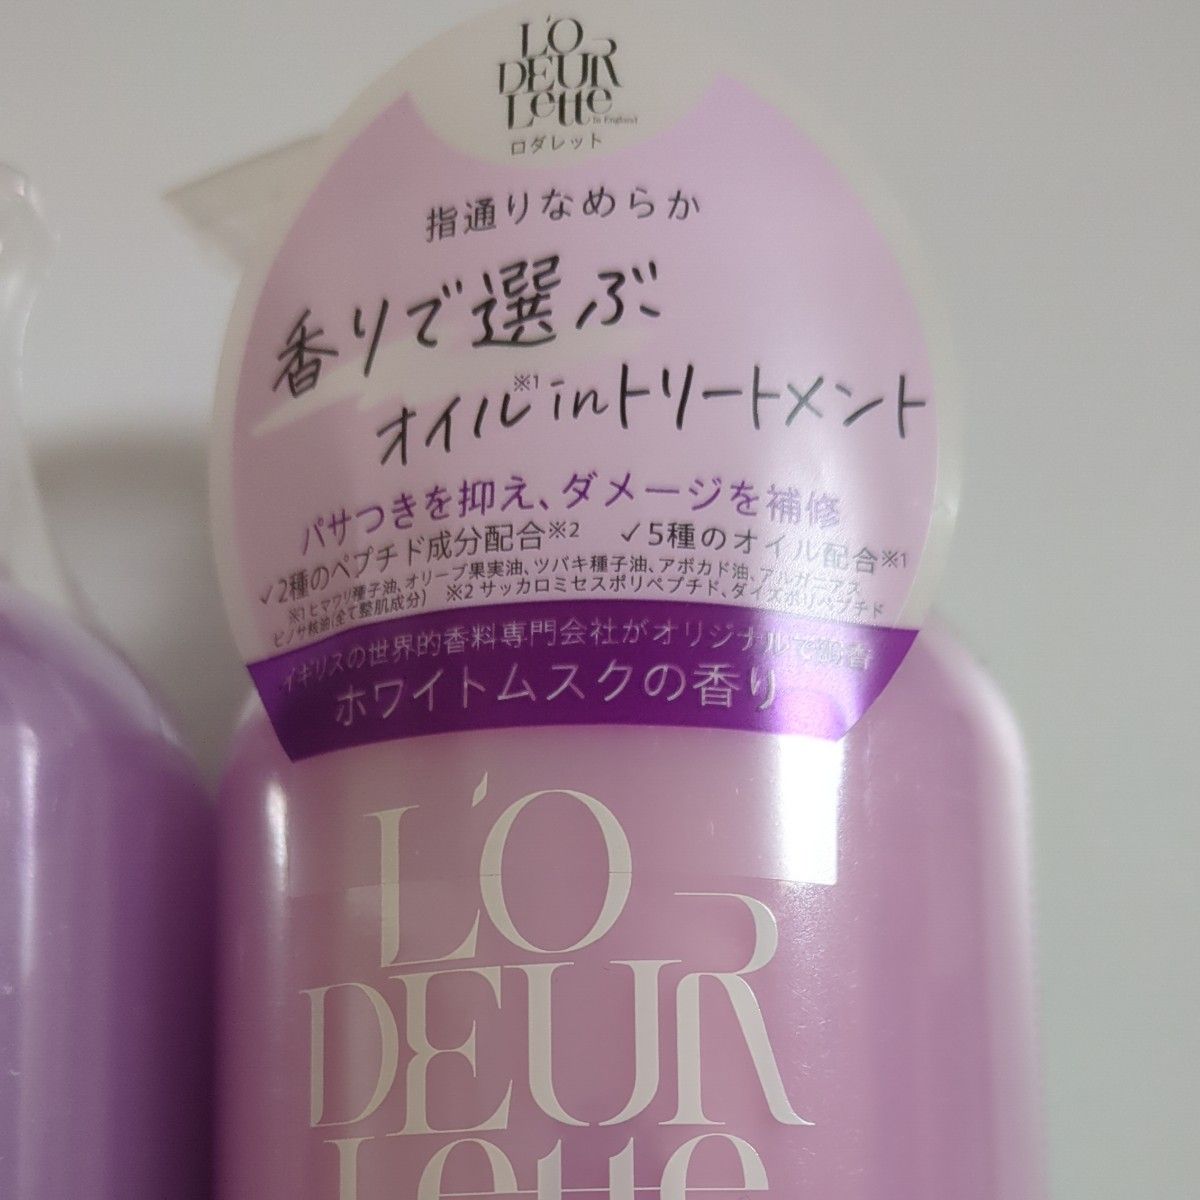 L'O
DEUR
Lette
In England
ロダレット
指通りなめらか
香りで選ぶ
オイル※1inトリートメント
パサつきを抑え、ダメージを補修
✓2種のペプチド成分配合※2 ✓5種のオイル配合※1
※1 ヒマワリ種子油、オリーブ果実油、ツバキ種子油、アボカド油、アルガニアス
ピノサ核油(全て整肌成分) ※2 サッカロミセスポリペプチド、ダイズポリペプチド
イギリスの世界的香料専門会社がオリジナルで調香
ホワイトムスクの香り
L'O
DEUR
Lette